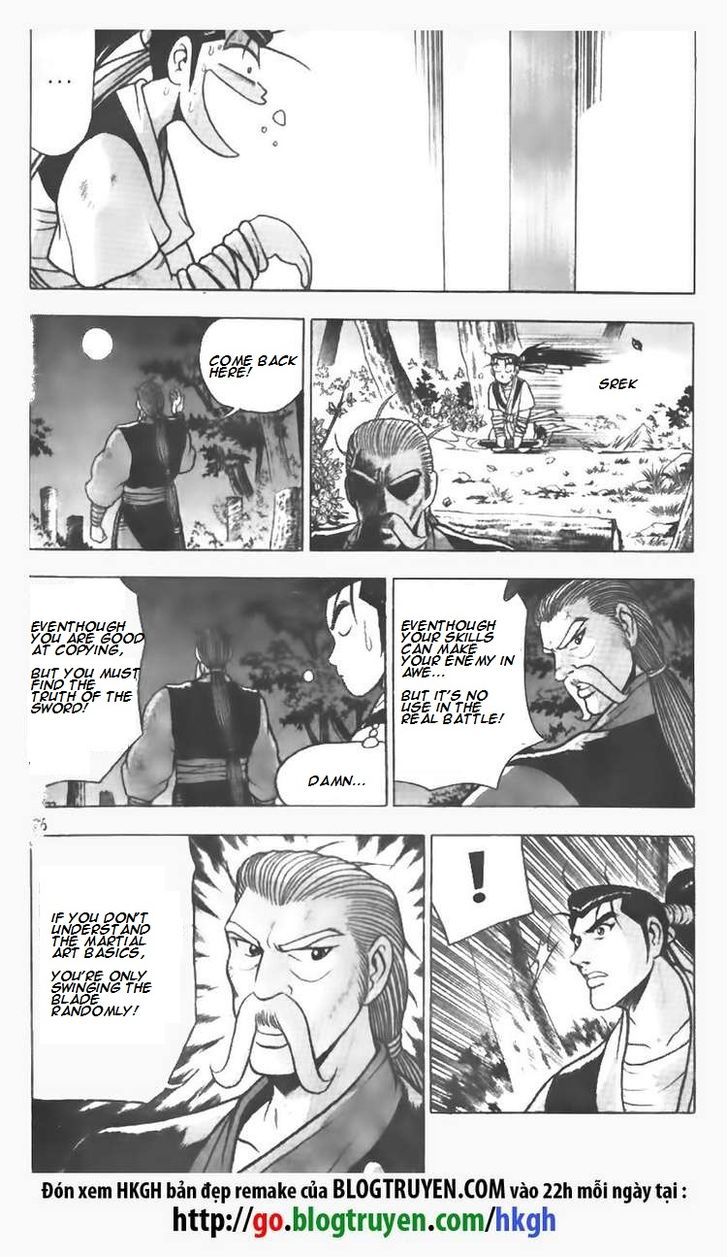 ...
COME BACK
HERE!
SREK
EVENTHOUGH
YOU ARE GOOD
AT COPYING,
BUT YOU MUST
FIND THE
TRUTH OF THE
SWORD!
DAMN...
EVENTHOUGH
YOUR SKILLS
CAN MAKE
YOUR ENEMY IN
AWE...
BUT IT'S NO
USE IN THE
REAL BATTLE!
IF YOU DON'T
UNDERSTAND
THE MARTIAL
ART BASICS,
YOU'RE ONLY
SWINGING THE
BLADE
RANDOMLY!
!
Đón xem HKGH bản đẹp remake của BLOGTRUYEN.COM vào 22h mỗi ngày tại :
http://go.blogtruyen.com/hkgh